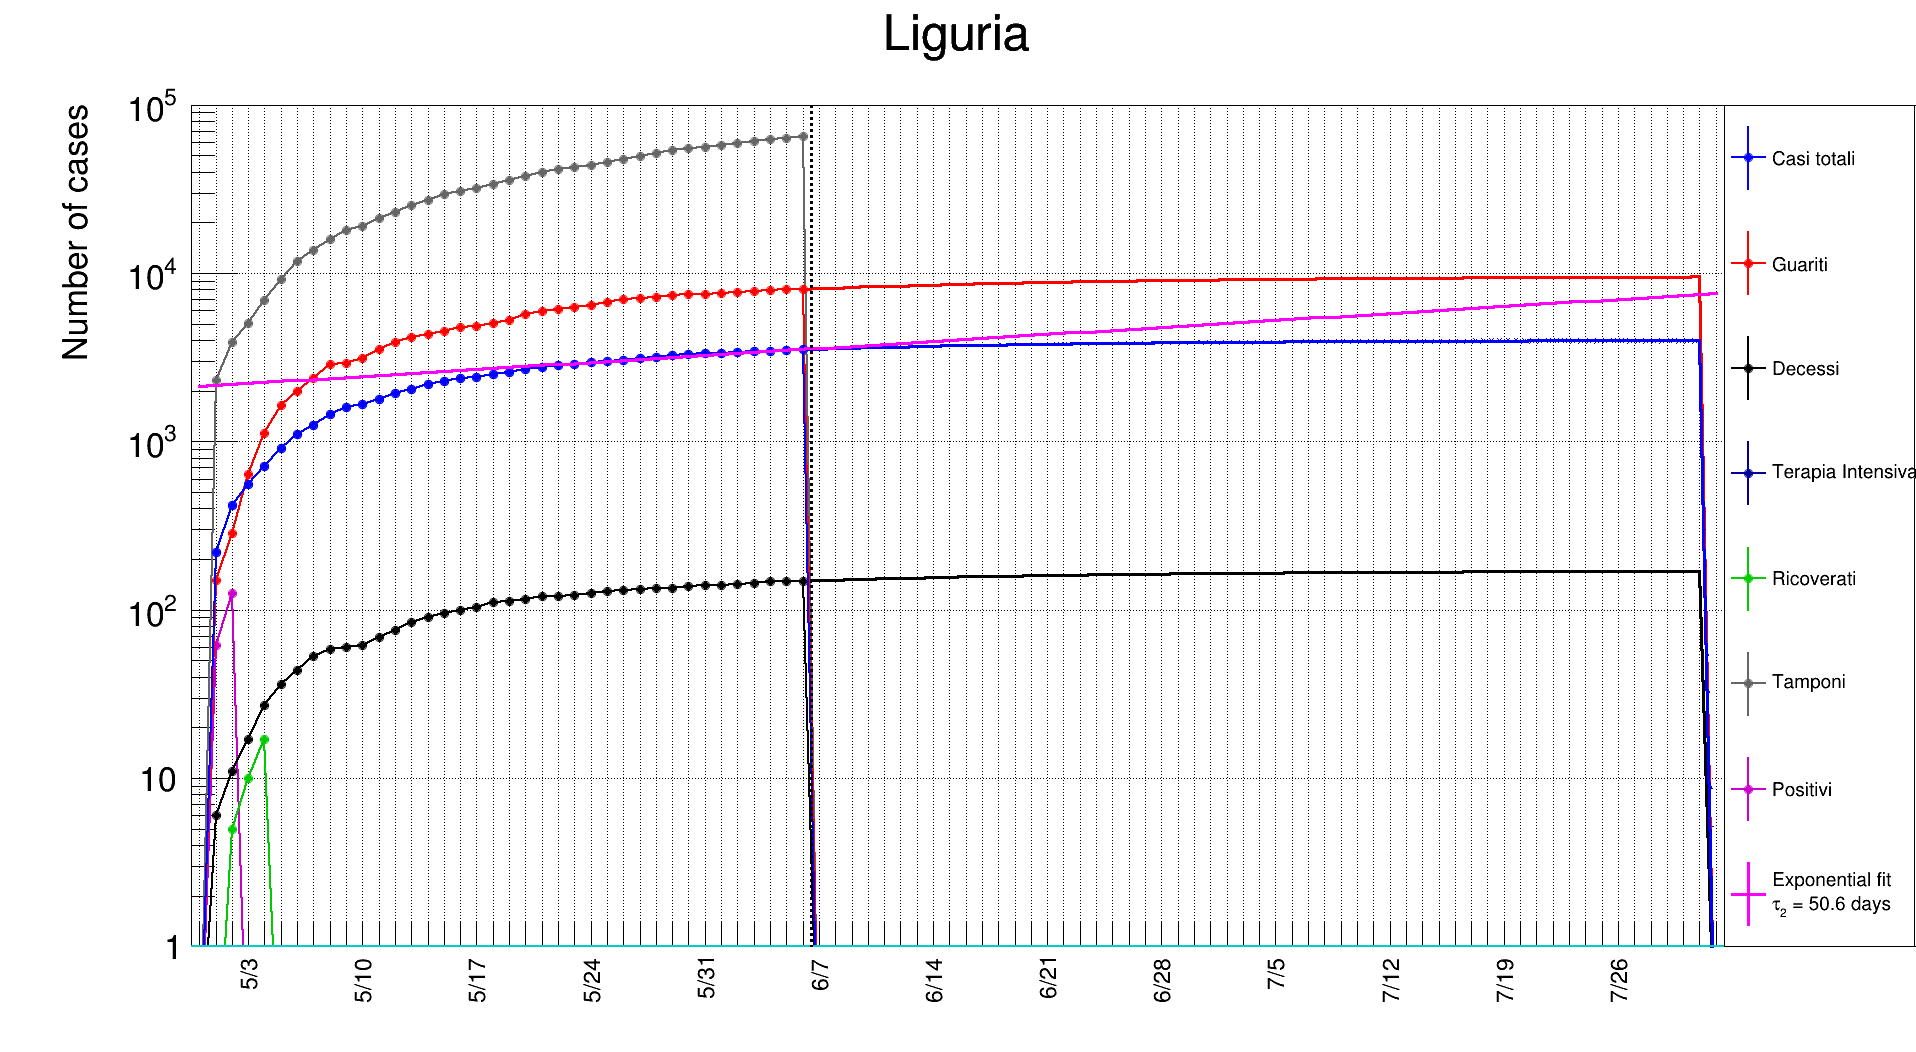 Liguria
Number of cases
10^5
10^4
10^3
10^2
10
1
5/3
5/10
5/17
5/24
5/31
6/7
6/14
6/21
6/28
7/5
7/12
7/19
7/26
Casi totali
Guariti
Decessi
Terapia Intensiva
Ricoverati
Tamponi
Positivi
Exponential fit
τ₂ = 50.6 days